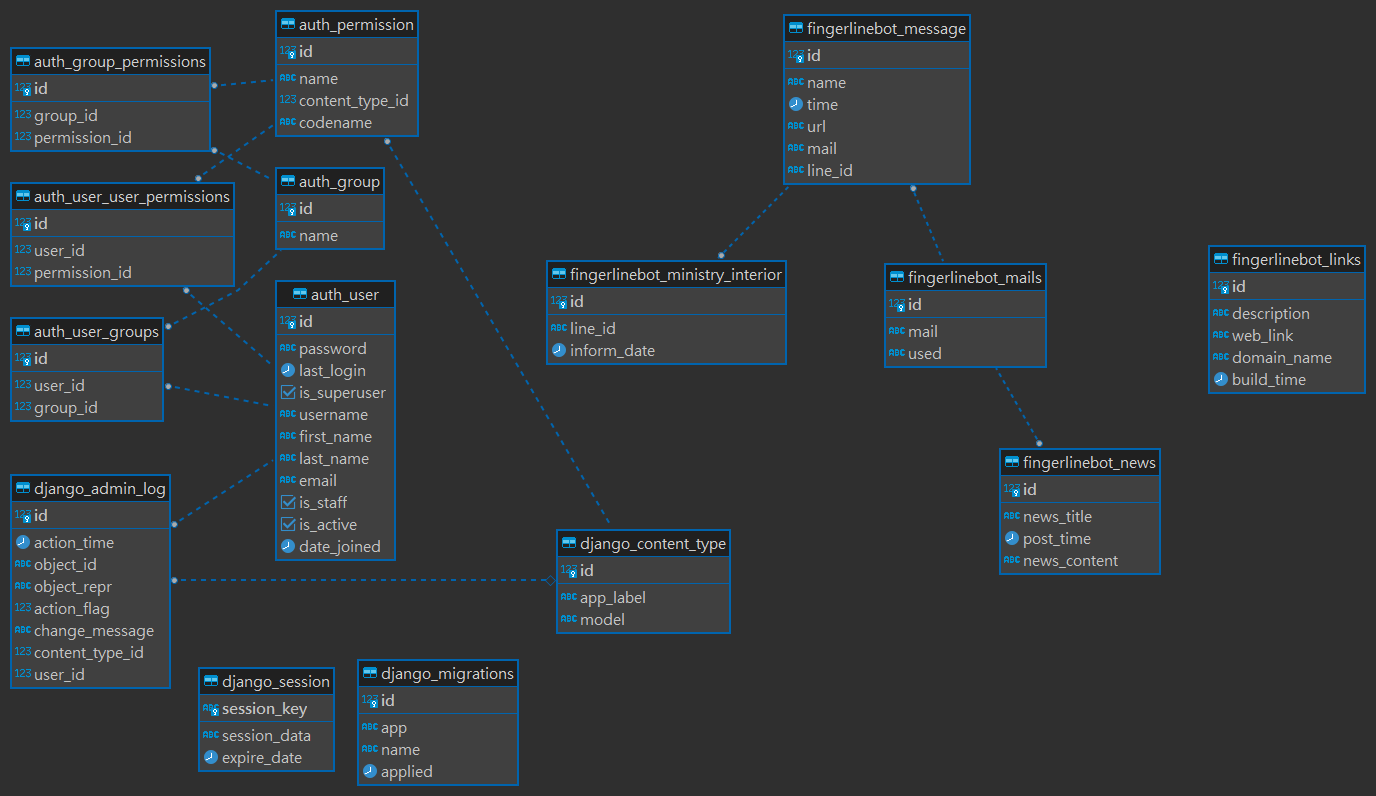 auth_permission
id
name
content_type_id
codename
auth_group_permissions
id
group_id
permission_id
auth_group
id
name
auth_user_user_permissions
id
user_id
permission_id
auth_user
id
password
last_login
is_superuser
username
first_name
last_name
email
is_staff
is_active
date_joined
auth_user_groups
id
user_id
group_id
django_admin_log
id
action_time
object_id
object_repr
action_flag
change_message
content_type_id
user_id
django_content_type
id
app_label
model
django_session
session_key
session_data
expire_date
django_migrations
id
app
name
applied
fingerlinebot_message
id
name
time
url
mail
line_id
fingerlinebot_ministry_interior
id
line_id
inform_date
fingerlinebot_mails
id
mail
used
fingerlinebot_links
id
description
web_link
domain_name
build_time
fingerlinebot_news
id
news_title
post_time
news_content